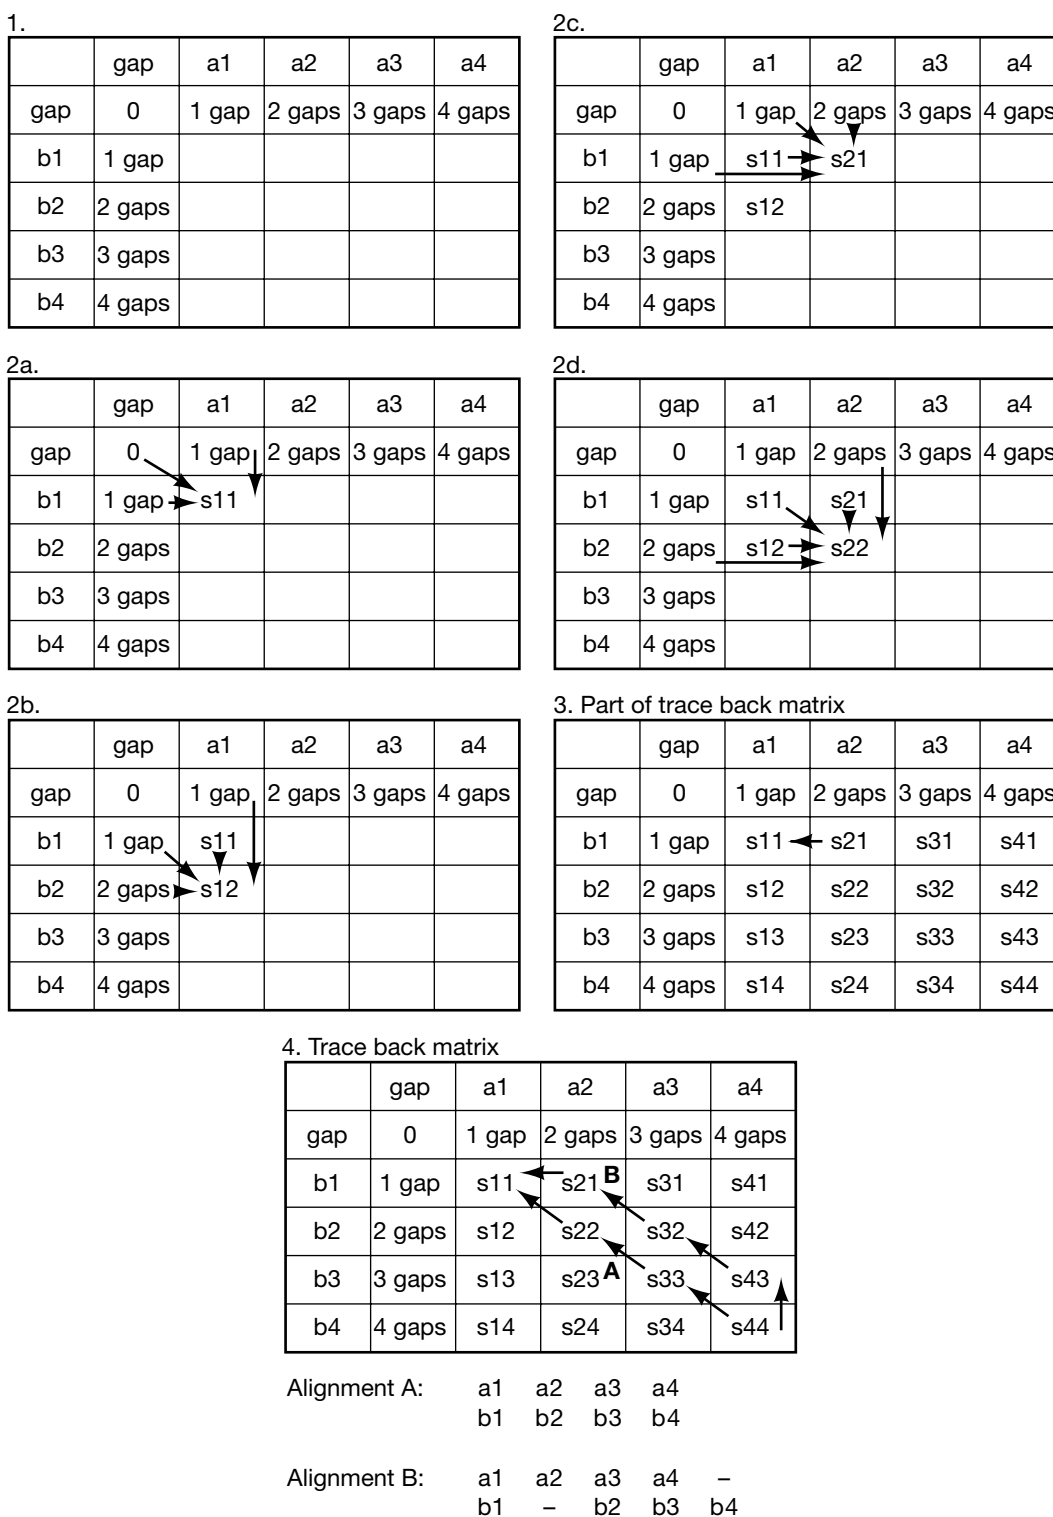 1.
gap a1 a2 a3 a4
gap 0 1 gap 2 gaps 3 gaps 4 gaps
b1 1 gap
b2 2 gaps
b3 3 gaps
b4 4 gaps
2a.
gap a1 a2 a3 a4
gap 0 1 gap 2 gaps 3 gaps 4 gaps
b1 1 gap s11
b2 2 gaps
b3 3 gaps
b4 4 gaps
2b.
gap a1 a2 a3 a4
gap 0 1 gap 2 gaps 3 gaps 4 gaps
b1 1 gap s11
b2 2 gaps s12
b3 3 gaps
b4 4 gaps
2c.
gap a1 a2 a3 a4
gap 0 1 gap 2 gaps 3 gaps 4 gaps
b1 1 gap s11 s21
b2 2 gaps s12
b3 3 gaps
b4 4 gaps
2d.
gap a1 a2 a3 a4
gap 0 1 gap 2 gaps 3 gaps 4 gaps
b1 1 gap s11 s21
b2 2 gaps s12 s22
b3 3 gaps
b4 4 gaps
3. Part of trace back matrix
gap a1 a2 a3 a4
gap 0 1 gap 2 gaps 3 gaps 4 gaps
b1 1 gap s11 s21 s31 s41
b2 2 gaps s12 s22 s32 s42
b3 3 gaps s13 s23 s33 s43
b4 4 gaps s14 s24 s34 s44
4. Trace back matrix
gap a1 a2 a3 a4
gap 0 1 gap 2 gaps 3 gaps 4 gaps
b1 1 gap s11 s21 B s31 s41
b2 2 gaps s12 s22 s32 s42
b3 3 gaps s13 s23 A s33 s43
b4 4 gaps s14 s24 s34 s44
Alignment A: a1 a2 a3 a4
b1 b2 b3 b4
Alignment B: a1 a2 a3 a4 –
b1 – b2 b3 b4